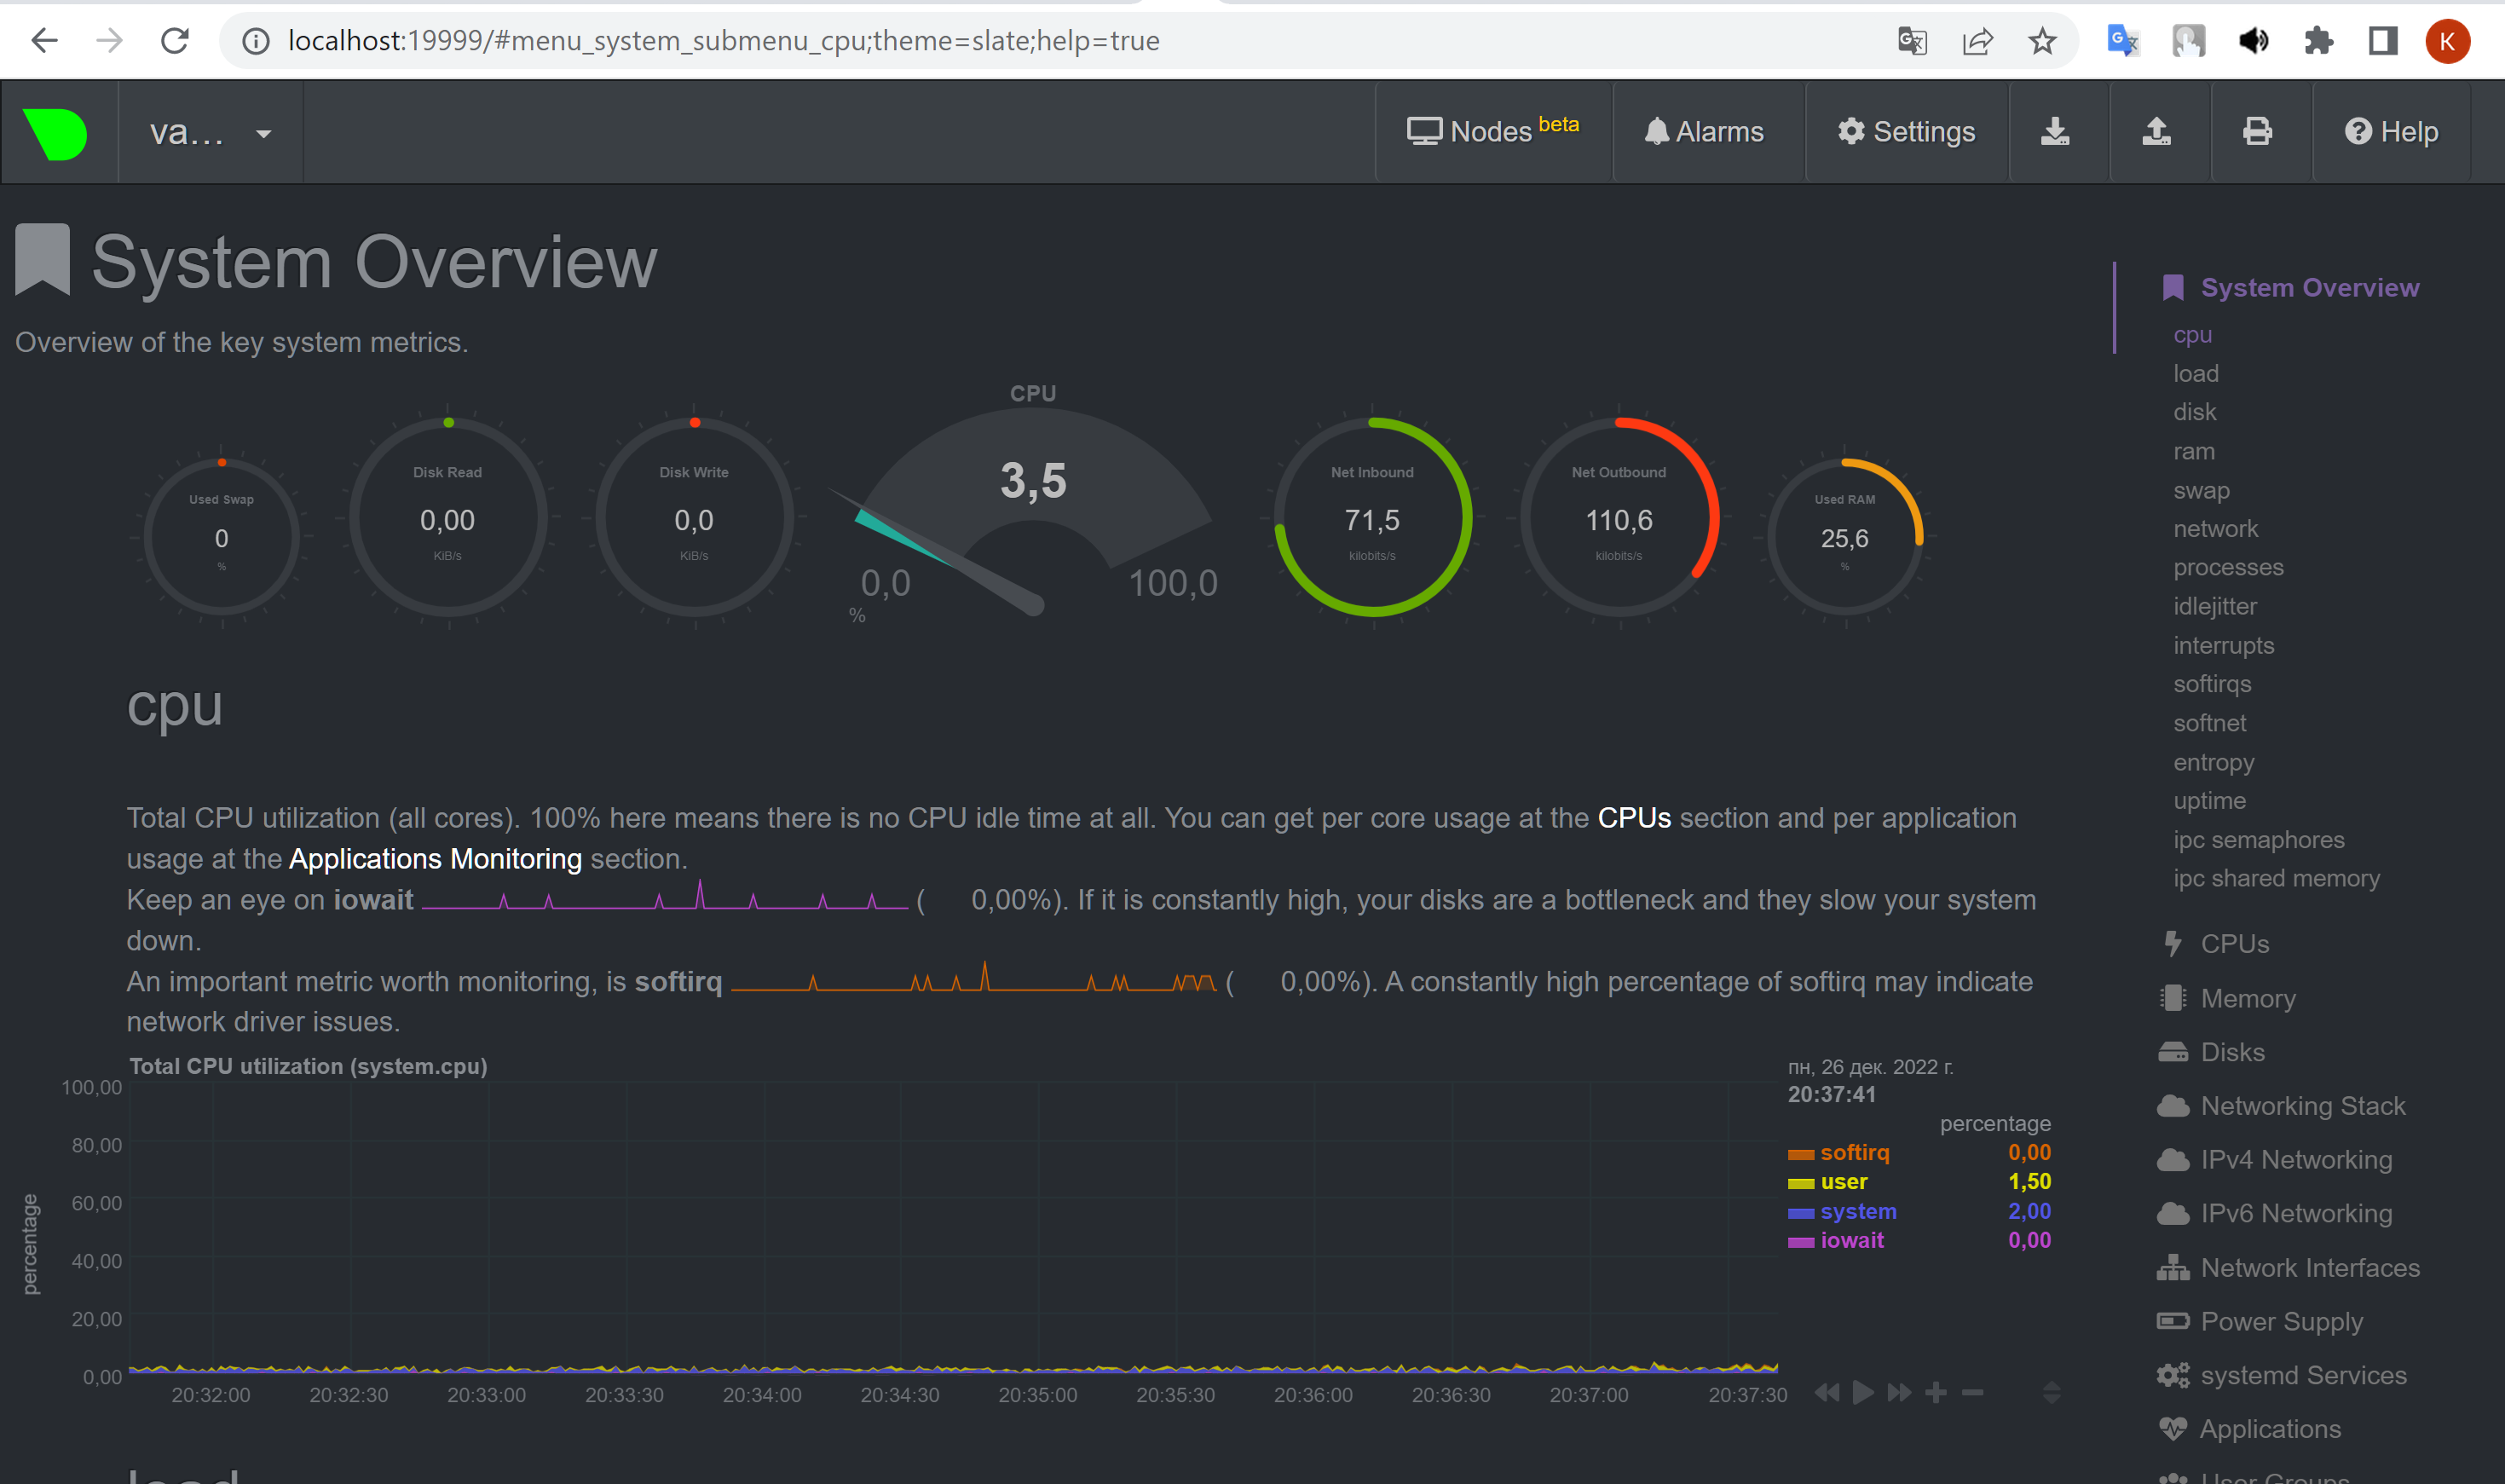 localhost:19999/#menu_system_submenu_cpu;theme=slate;help=true
K
va...
Nodes beta
Alarms
Settings
Help
System Overview
Overview of the key system metrics.
Used Swap
0
%
Disk Read
0,00
KiB/s
Disk Write
0,0
KiB/s
CPU
3,5
0,0
100,0
%
Net Inbound
71,5
kilobits/s
Net Outbound
110,6
kilobits/s
Used RAM
25,6
%
cpu
Total CPU utilization (all cores). 100% here means there is no CPU idle time at all. You can get per core usage at the CPUs section and per application
usage at the Applications Monitoring section.
Keep an eye on iowait ( 0,00%). If it is constantly high, your disks are a bottleneck and they slow your system
down.
An important metric worth monitoring, is softirq ( 0,00%). A constantly high percentage of softirq may indicate
network driver issues.
Total CPU utilization (system.cpu)
100,00
80,00
60,00
40,00
20,00
0,00
percentage
20:32:00 20:32:30 20:33:00 20:33:30 20:34:00 20:34:30 20:35:00 20:35:30 20:36:00 20:36:30 20:37:00 20:37:30
пн, 26 дек. 2022 г.
20:37:41
percentage
softirq 0,00
user 1,50
system 2,00
iowait 0,00
load
System Overview
cpu
load
disk
ram
swap
network
processes
idlejitter
interrupts
softirqs
softnet
entropy
uptime
ipc semaphores
ipc shared memory
CPUs
Memory
Disks
Networking Stack
IPv4 Networking
IPv6 Networking
Network Interfaces
Power Supply
systemd Services
Applications
User Groups